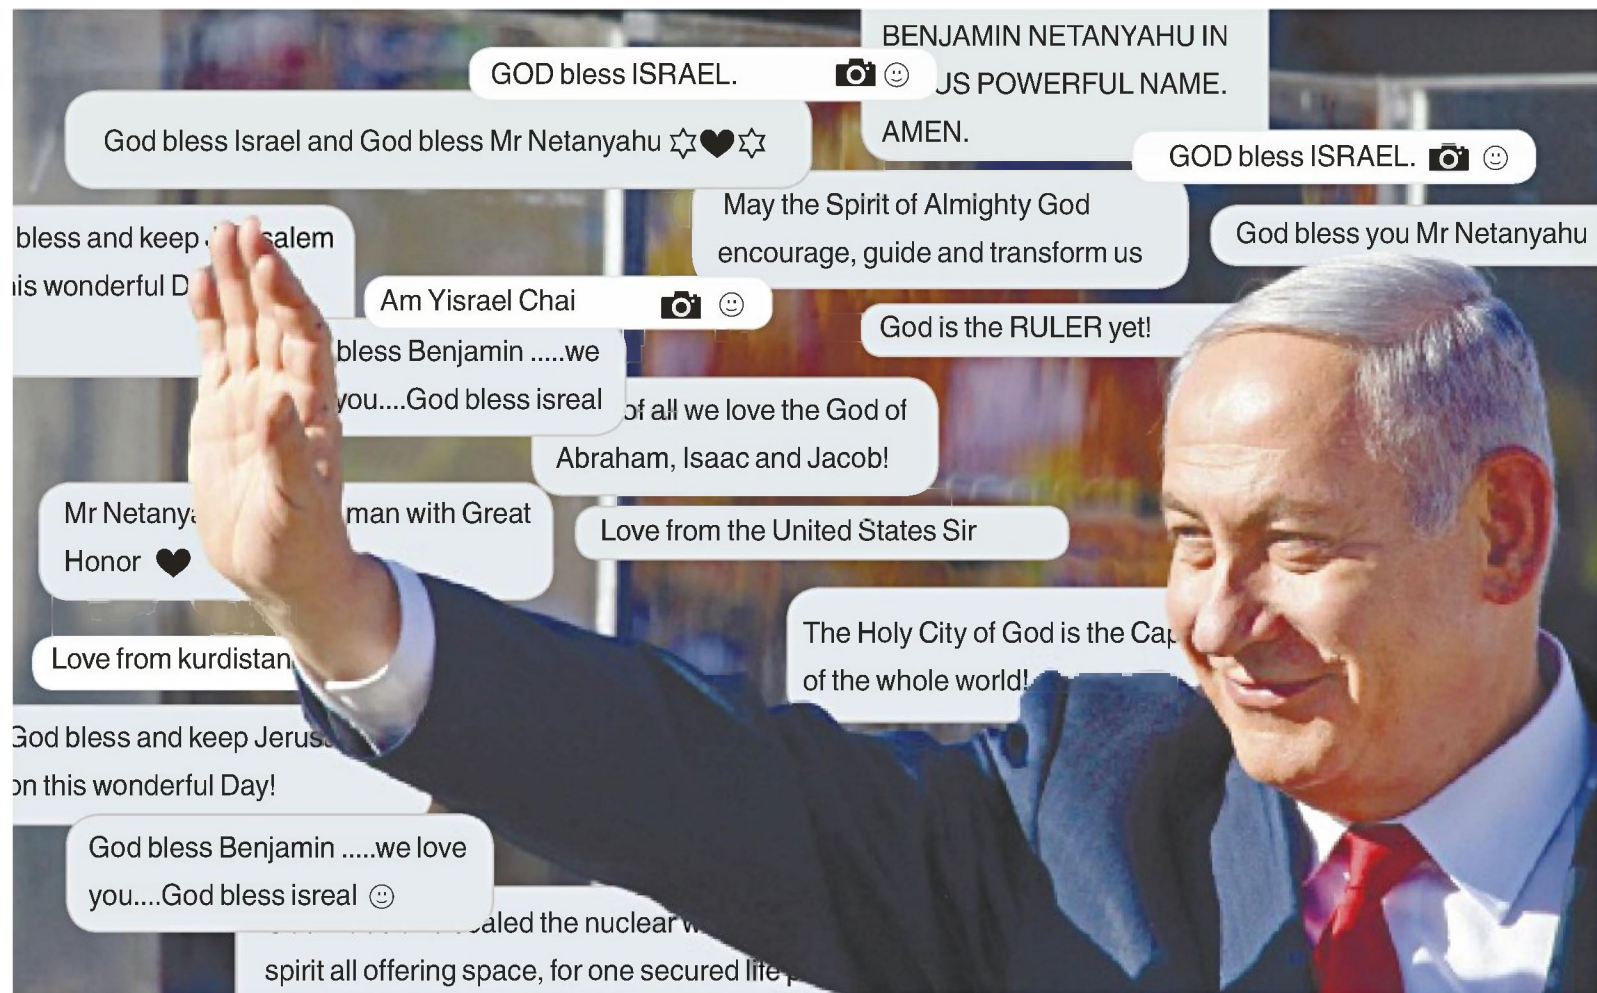 BENJAMIN NETANYAHU IN
US POWERFUL NAME.
AMEN.
GOD bless ISRAEL.
God bless Israel and God bless Mr Netanyahu ✡♥✡
GOD bless ISRAEL.
May the Spirit of Almighty God
encourage, guide and transform us
God bless you Mr Netanyahu
bless and keep salem
is wonderful D
Am Yisrael Chai
God is the RULER yet!
bless Benjamin .....we
you....God bless isreal
of all we love the God of
Abraham, Isaac and Jacob!
Mr Netanya man with Great
Honor ♥
Love from the United States Sir
The Holy City of God is the Cap
of the whole world!
Love from kurdistan
God bless and keep Jerus
on this wonderful Day!
God bless Benjamin .....we love
you....God bless isreal ☺
aled the nuclear w
spirit all offering space, for one secured life